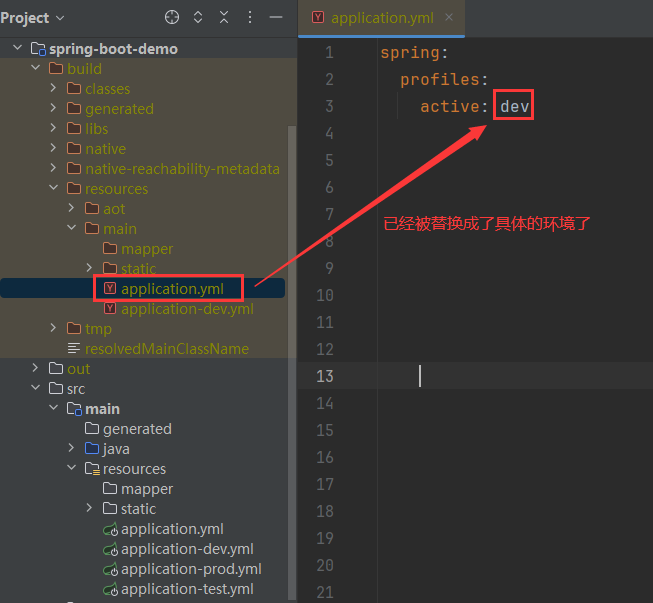 Project
spring-boot-demo
build
classes
generated
libs
native
native-reachability-metadata
resources
aot
main
mapper
static
application.yml
application-dev.yml
tmp
resolvedMainClassName
out
src
main
generated
java
resources
mapper
static
application.yml
application-dev.yml
application-prod.yml
application-test.yml
application.yml
1 spring:
2 profiles:
3 active: dev
4
5
6
7
已经被替换成了具体的环境了
8
9
10
11
12
13
14
15
16
17
18
19
20
21